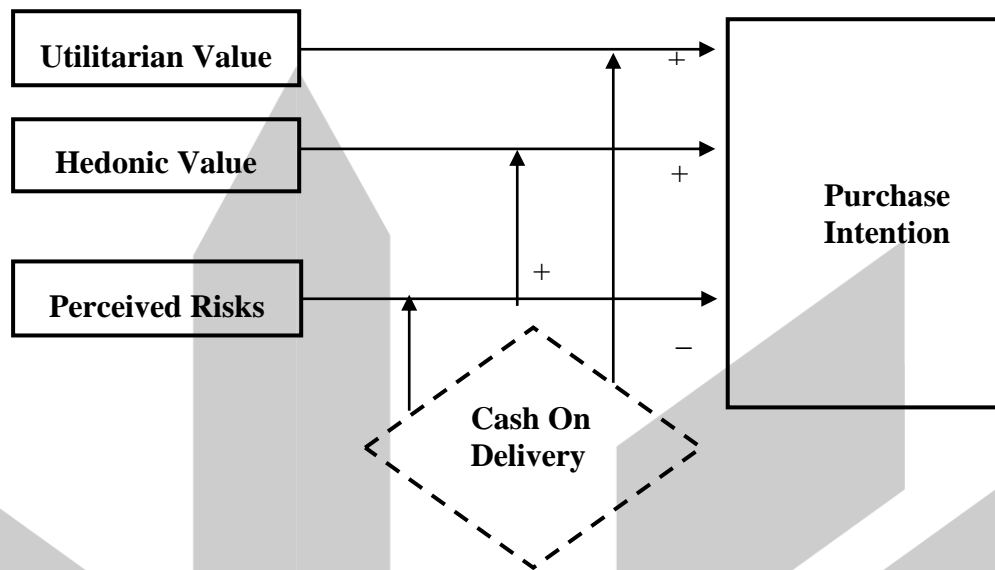 Utilitarian Value
+
Hedonic Value
+
Purchase
Intention
+
Perceived Risks
–
Cash On
Delivery